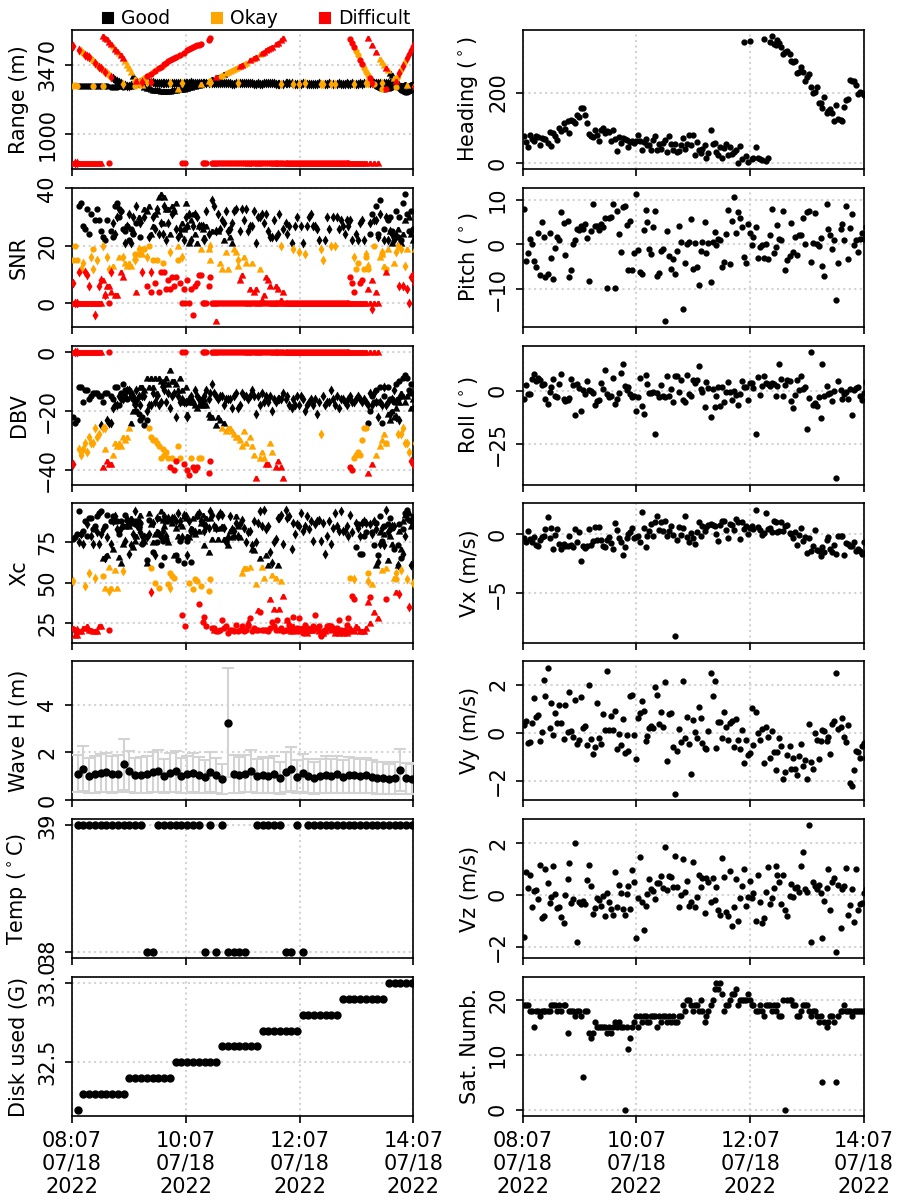 Good Okay Difficult
Range (m)
3470
1000
Heading (°)
200
0
SNR
40
20
0
Pitch (°)
10
0
−10
DBV
0
−20
−40
Roll (°)
0
−25
Xc
75
50
25
Vx (m/s)
0
−5
Wave H (m)
4
2
0
Vy (m/s)
2
0
−2
Temp (°C)
39
38
Vz (m/s)
2
0
−2
Disk used (G)
33.0
32.5
Sat. Numb.
20
10
0
08:07 10:07 12:07 14:07
07/18 07/18 07/18 07/18
2022 2022 2022 2022
08:07 10:07 12:07 14:07
07/18 07/18 07/18 07/18
2022 2022 2022 2022